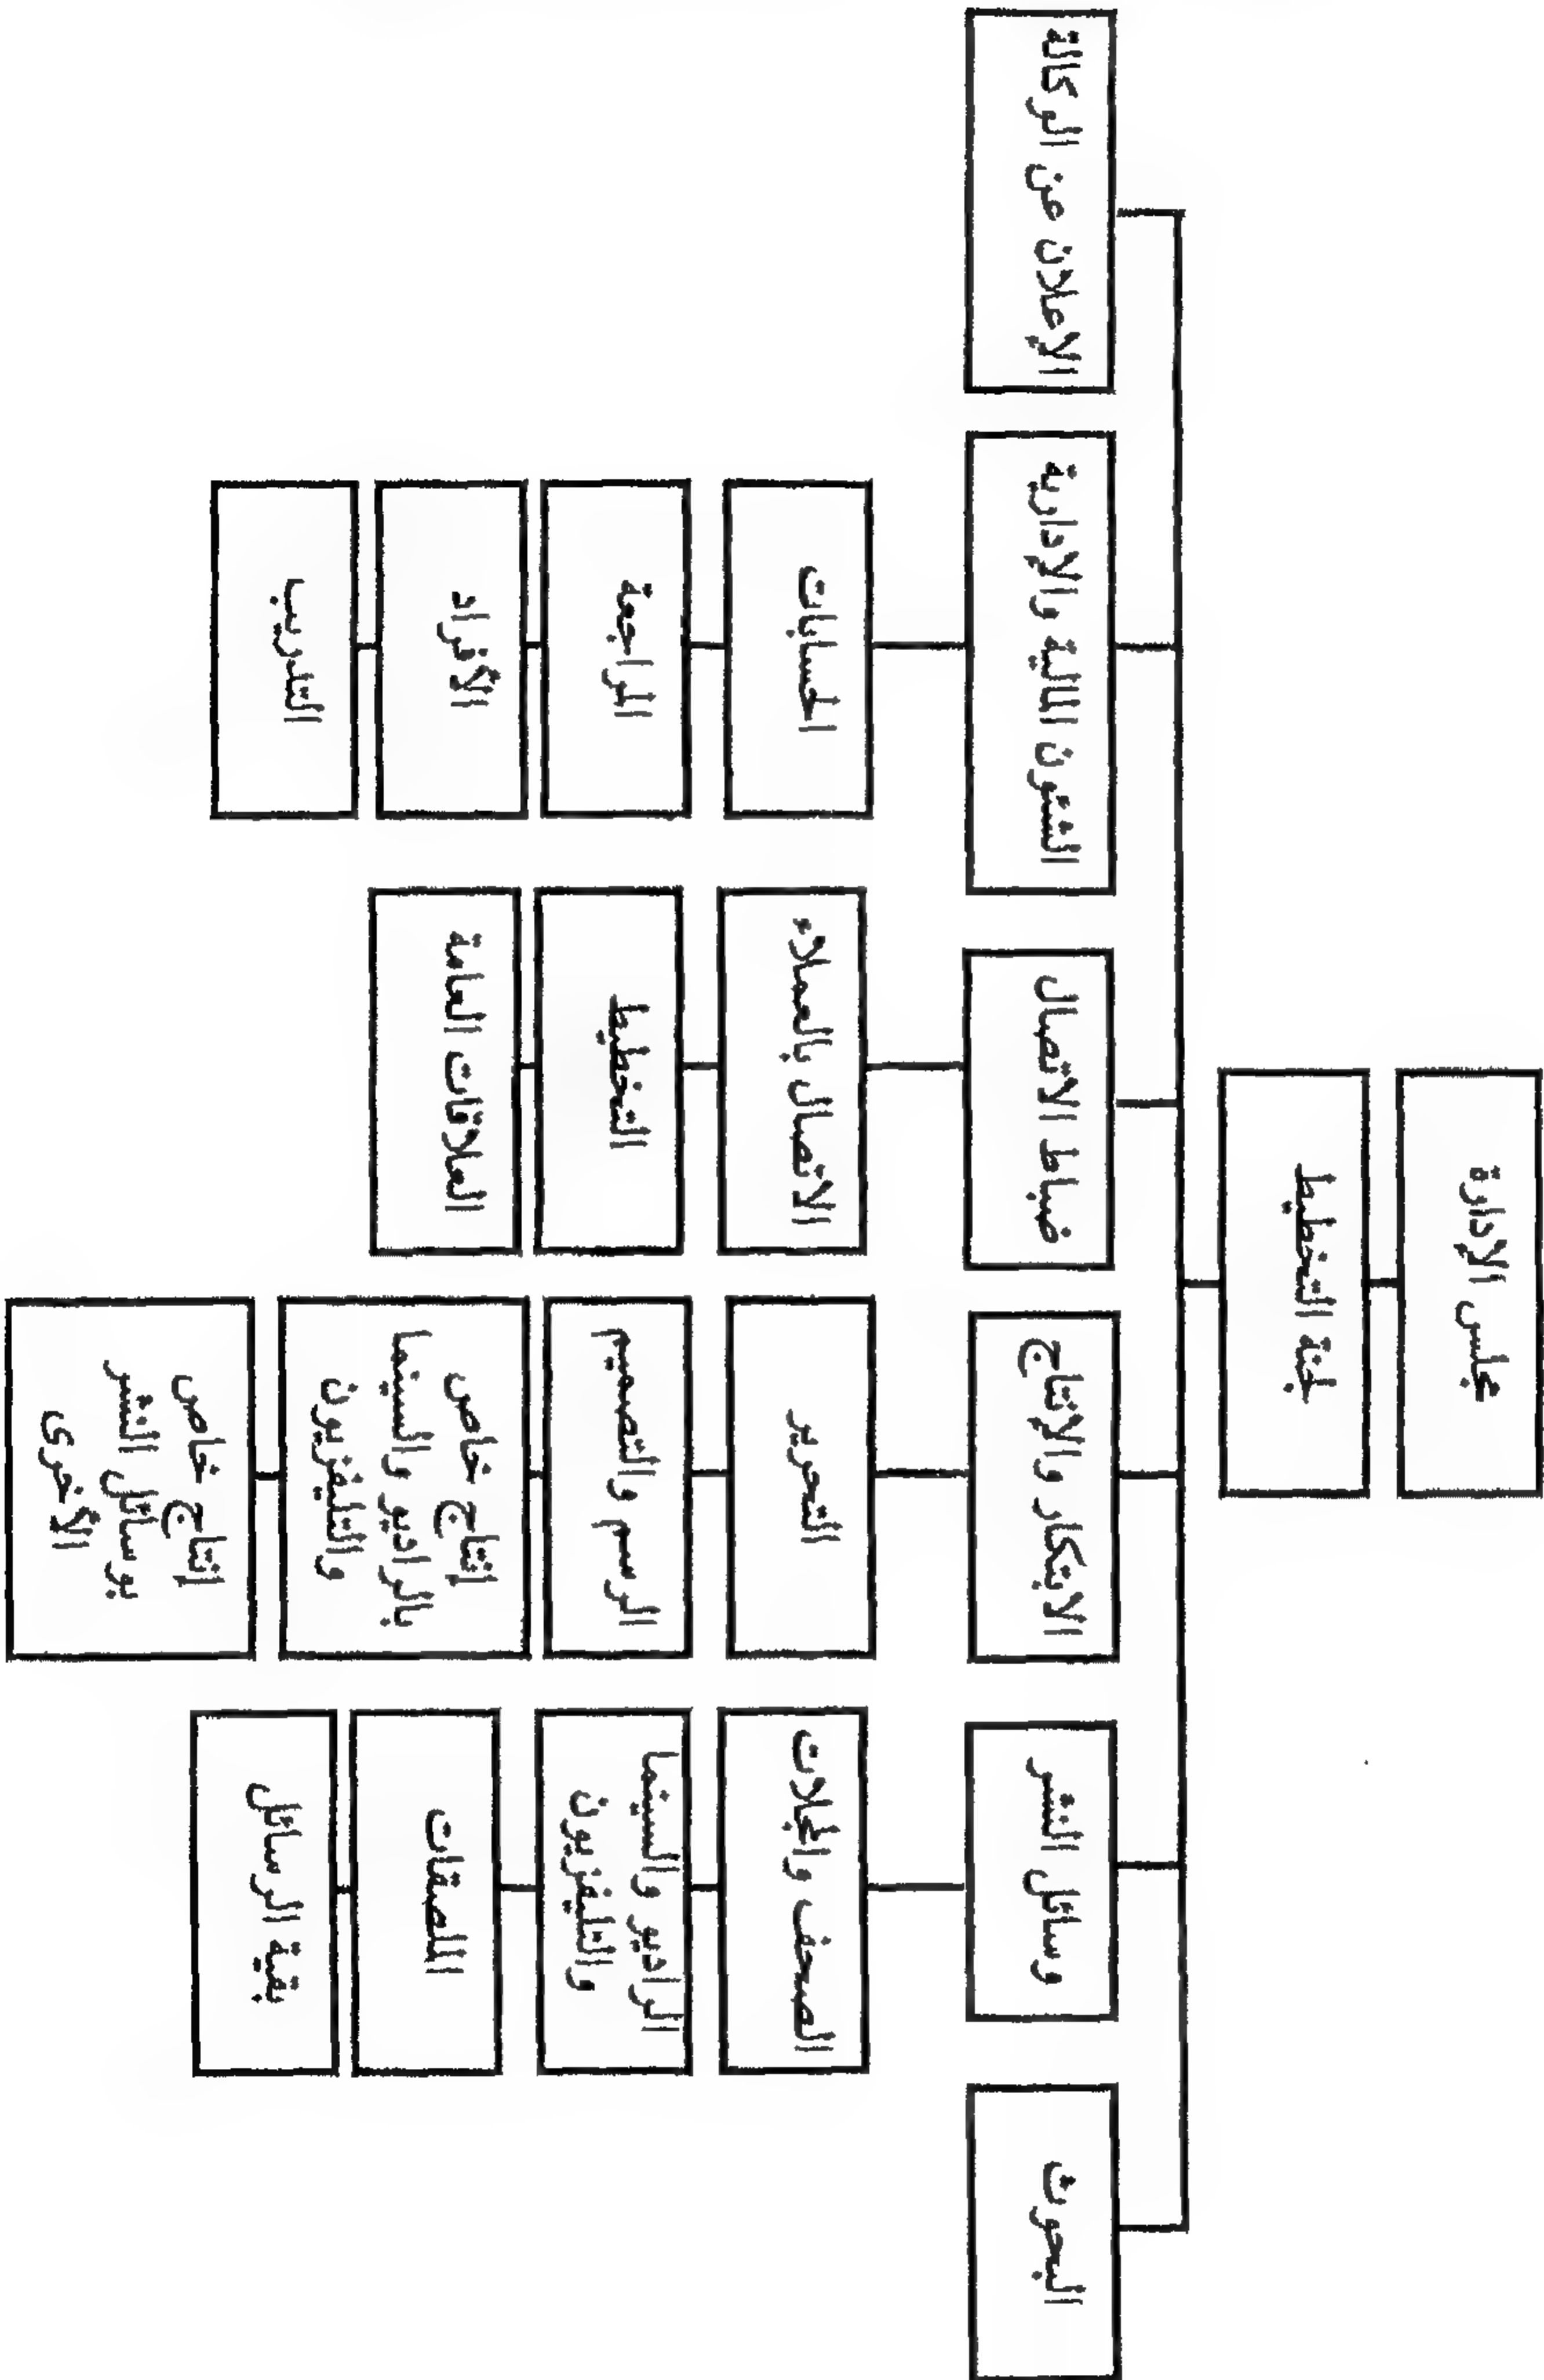 مجلس الإدارة
لجنة التخطيط
البحوث
وسائل النشر
الابتكار والإنتاج
ضباط الاتصال
الشئون المالية والإدارية
الإعلان عن الوكالة
الصحف والمجلات
الراديو والسينما
والتليفزيون
الملصقات
بقية الرسائل
التحرير
الرسم والتصميم
إنتاج خاص
بالراديو والسينما
والتليفزيون
إنتاج خاص
بوسائل النشر
الأخرى
الاتصال بالعملاء
التخطيط
العلاقات العامة
الحسابات
المراجعة
الأفراد
التدريب